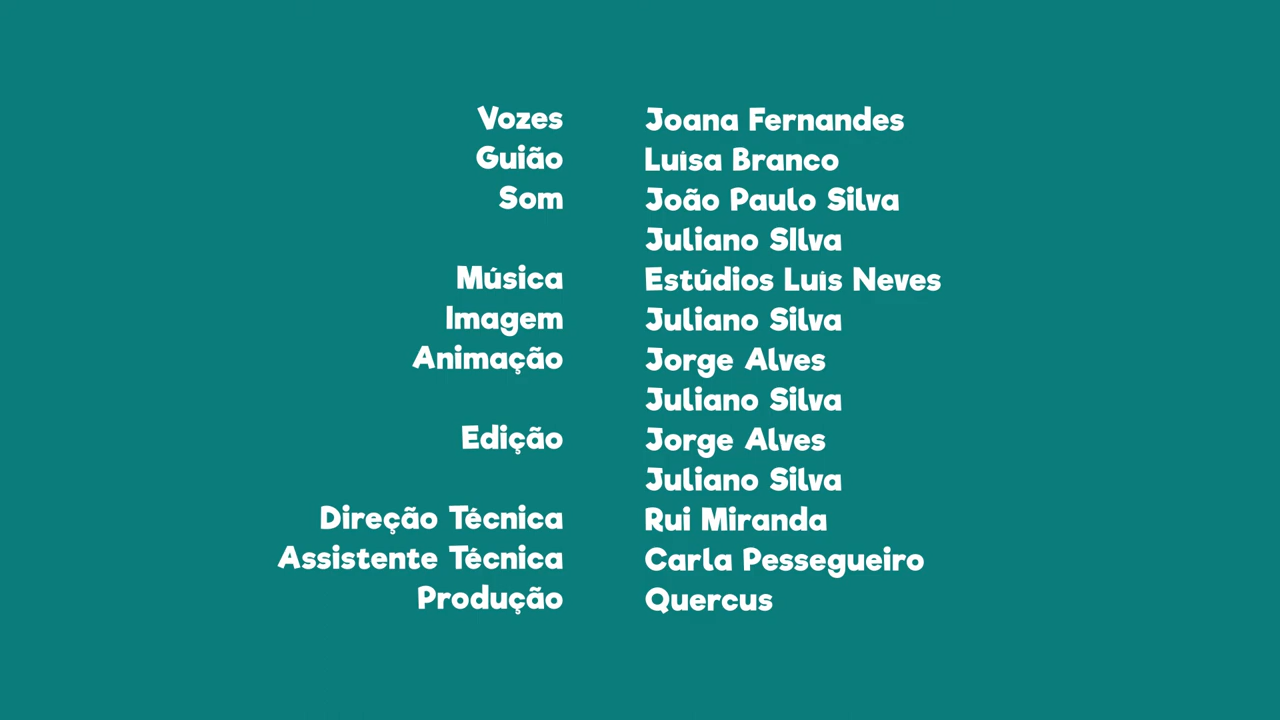 Vozes Joana Fernandes
Guião Luísa Branco
Som João Paulo Silva
Juliano SIlva
Música Estúdios Luís Neves
Imagem Juliano Silva
Animação Jorge Alves
Juliano Silva
Edição Jorge Alves
Juliano Silva
Direção Técnica Rui Miranda
Assistente Técnica Carla Pessegueiro
Produção Quercus